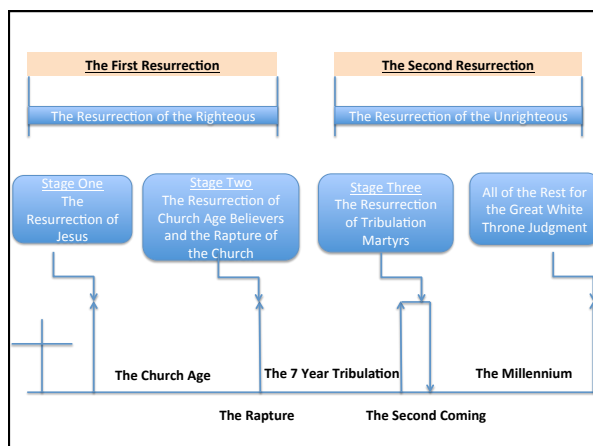 The First Resurrection
The Second Resurrection
The Resurrection of the Righteous
The Resurrection of the Unrighteous
Stage One
The
Resurrection of
Jesus
Stage Two
The Resurrection of
Church Age Believers
and the Rapture of
the Church
Stage Three
The Resurrection
of Tribulation
Martyrs
All of the Rest for
the Great White
Throne Judgment
The Church Age
The 7 Year Tribulation
The Millennium
The Rapture
The Second Coming